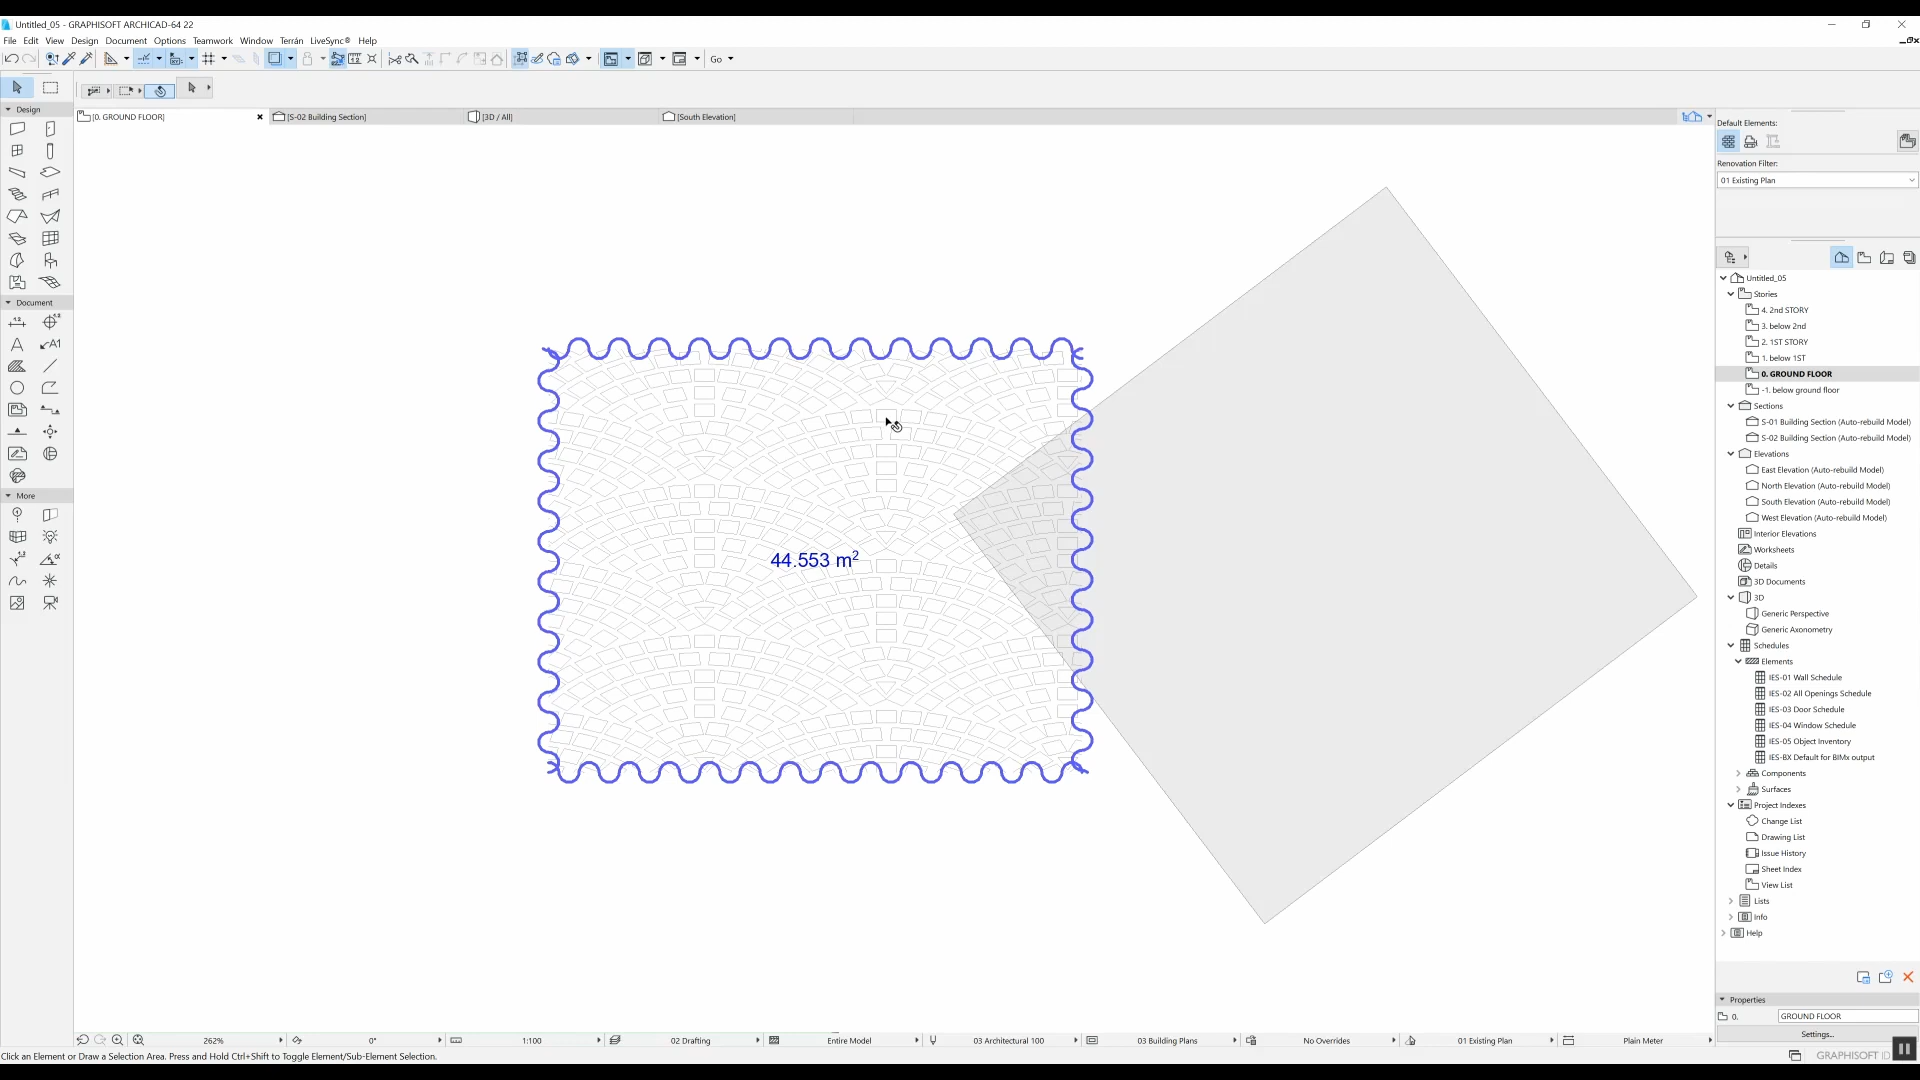 Untitled_05 - GRAPHISOFT ARCHICAD-64 22
File Edit View Design Document Options Teamwork Window Terrán LiveSync® Help
Go
[0. GROUND FLOOR]
[S-02 Building Section]
[3D / All]
[South Elevation]
Design
Document
More
44.553 m²
Default Elements:
Renovation Filter:
01 Existing Plan
Untitled_05
Stories
4. 2nd STORY
3. below 2nd
2. 1ST STORY
1. below 1ST
0. GROUND FLOOR
-1. below ground floor
Sections
S-01 Building Section (Auto-rebuild Model)
S-02 Building Section (Auto-rebuild Model)
Elevations
East Elevation (Auto-rebuild Model)
North Elevation (Auto-rebuild Model)
South Elevation (Auto-rebuild Model)
West Elevation (Auto-rebuild Model)
Interior Elevations
Worksheets
Details
3D Documents
3D
Generic Perspective
Generic Axonometry
Schedules
Elements
IES-01 Wall Schedule
IES-02 All Openings Schedule
IES-03 Door Schedule
IES-04 Window Schedule
IES-05 Object Inventory
IES-BX Default for BIMx output
Components
Surfaces
Project Indexes
Change List
Drawing List
Issue History
Sheet Index
View List
Lists
Info
Help
Properties
0. GROUND FLOOR
Settings...
262% 0° 1:100 02 Drafting Entire Model 03 Architectural 100 03 Building Plans No Overrides 01 Existing Plan Plain Meter
Click an Element or Draw a Selection Area. Press and Hold Ctrl+Shift to Toggle Element/Sub-Element Selection.
GRAPHISOFT ID